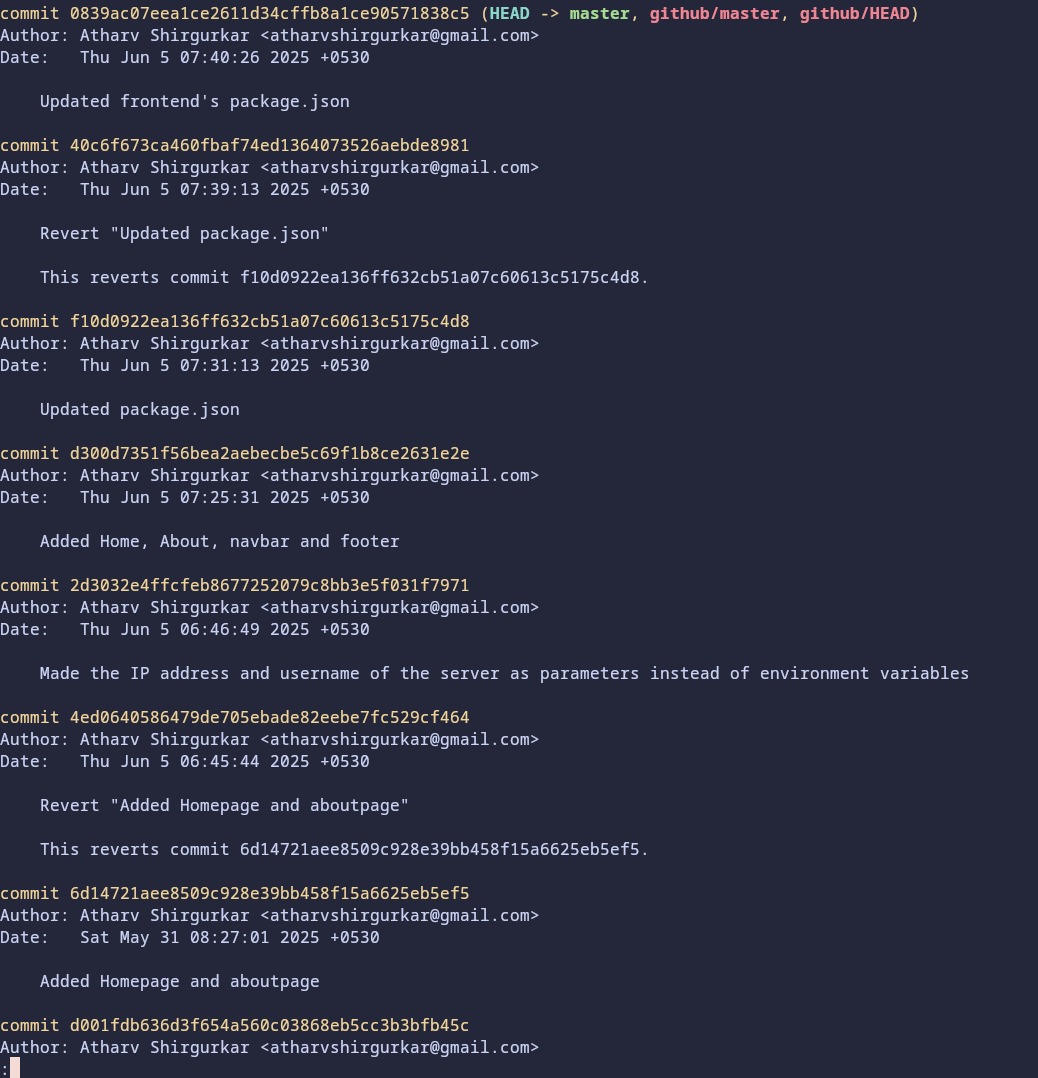 commit 0839ac07eea1ce2611d34cffb8a1ce90571838c5 (HEAD -> master, github/master, github/HEAD)
Author: Atharv Shirgurkar <atharvshirgurkar@gmail.com>
Date:   Thu Jun 5 07:40:26 2025 +0530
    Updated frontend's package.json
commit 40c6f673ca460fbaf74ed1364073526aebde8981
Author: Atharv Shirgurkar <atharvshirgurkar@gmail.com>
Date:   Thu Jun 5 07:39:13 2025 +0530
    Revert "Updated package.json"
    This reverts commit f10d0922ea136ff632cb51a07c60613c5175c4d8.
commit f10d0922ea136ff632cb51a07c60613c5175c4d8
Author: Atharv Shirgurkar <atharvshirgurkar@gmail.com>
Date:   Thu Jun 5 07:31:13 2025 +0530
    Updated package.json
commit d300d7351f56bea2aebecbe5c69f1b8ce2631e2e
Author: Atharv Shirgurkar <atharvshirgurkar@gmail.com>
Date:   Thu Jun 5 07:25:31 2025 +0530
    Added Home, About, navbar and footer
commit 2d3032e4ffcfeb8677252079c8bb3e5f031f7971
Author: Atharv Shirgurkar <atharvshirgurkar@gmail.com>
Date:   Thu Jun 5 06:46:49 2025 +0530
    Made the IP address and username of the server as parameters instead of environment variables
commit 4ed0640586479de705ebade82eebe7fc529cf464
Author: Atharv Shirgurkar <atharvshirgurkar@gmail.com>
Date:   Thu Jun 5 06:45:44 2025 +0530
    Revert "Added Homepage and aboutpage"
    This reverts commit 6d14721aee8509c928e39bb458f15a6625eb5ef5.
commit 6d14721aee8509c928e39bb458f15a6625eb5ef5
Author: Atharv Shirgurkar <atharvshirgurkar@gmail.com>
Date:   Sat May 31 08:27:01 2025 +0530
    Added Homepage and aboutpage
commit d001fdb636d3f654a560c03868eb5cc3b3bfb45c
Author: Atharv Shirgurkar <atharvshirgurkar@gmail.com>
: